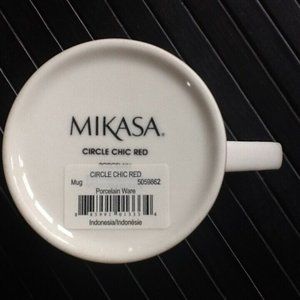 MIKASA®
CIRCLE CHIC RED
CIRCLE CHIC RED
Mug 5059862
Porcelain Ware
Indonesia/Indonésie